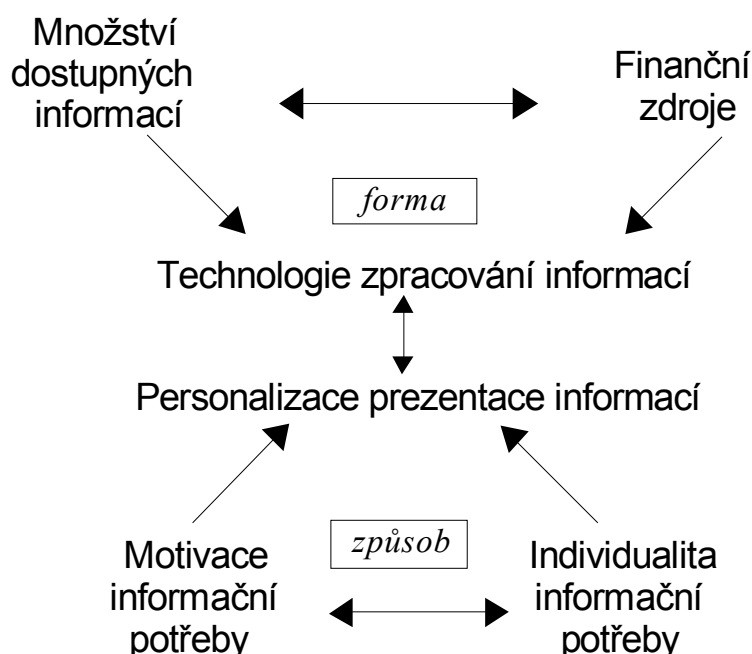 Množství
dostupných
informací
Finanční
zdroje
forma
Technologie zpracování informací
Personalizace prezentace informací
způsob
Motivace
informační
potřeby
Individualita
informační
potřeby